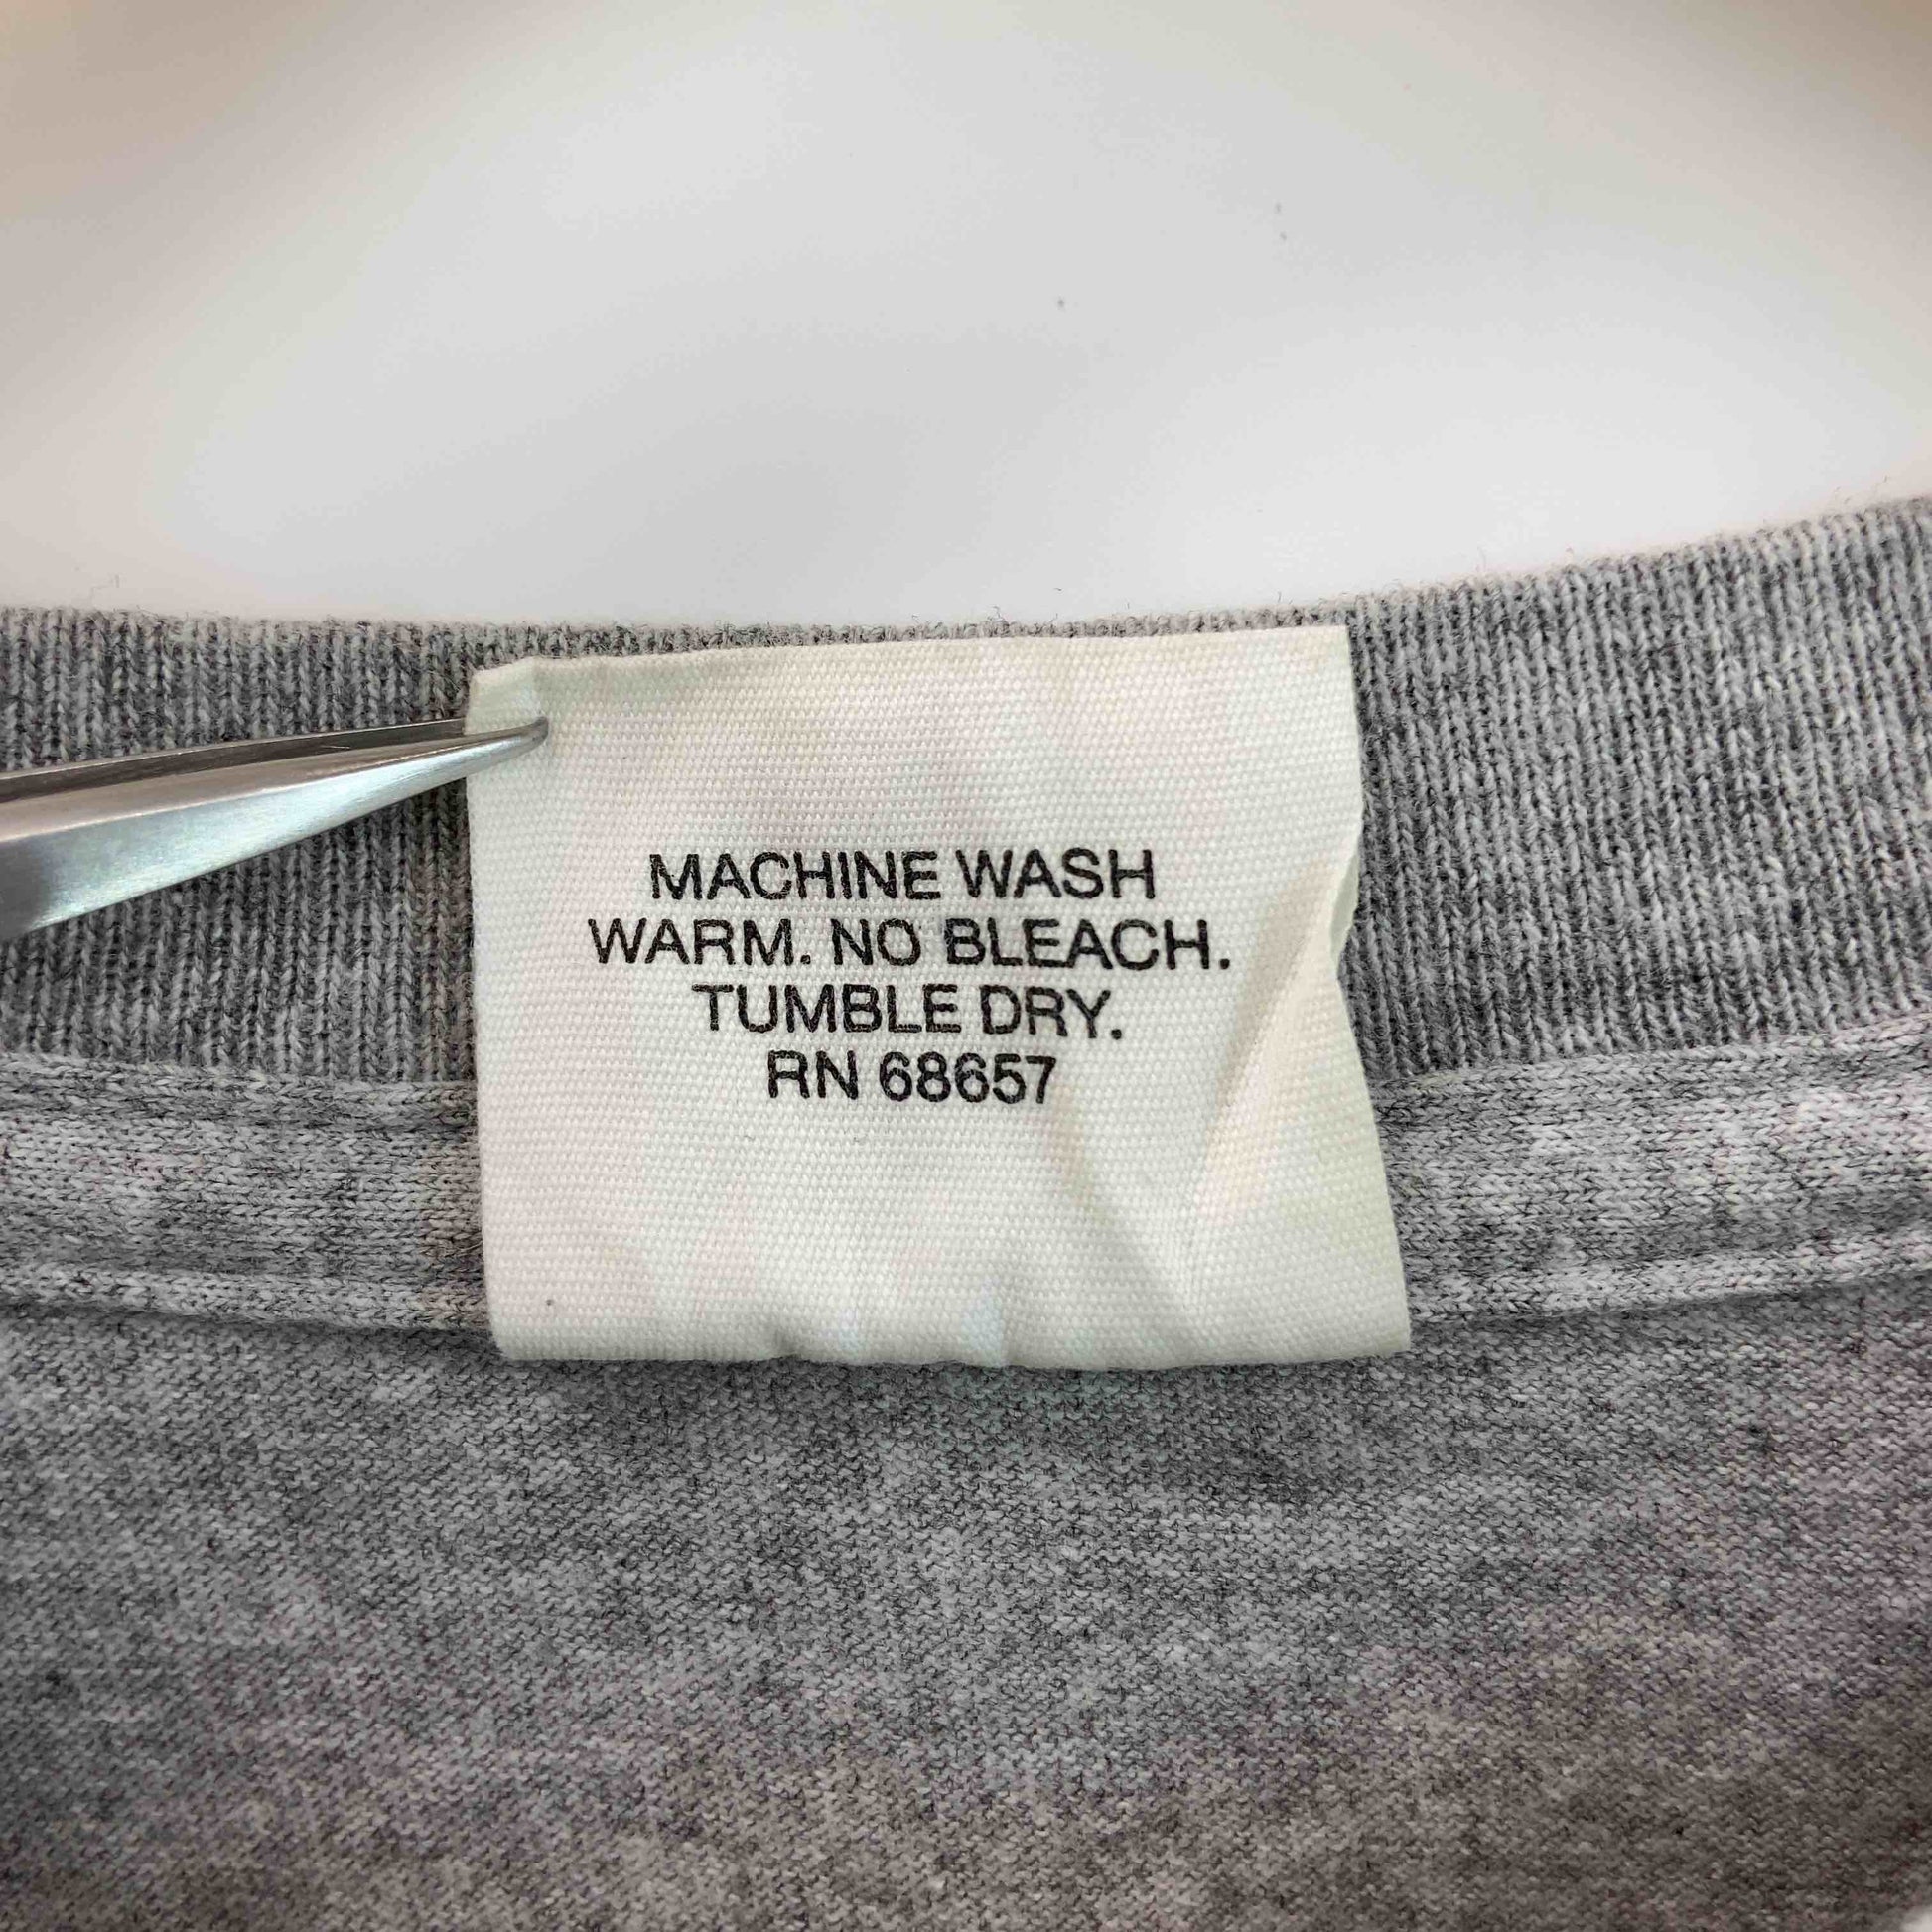 MACHINE WASH
WARM. NO BLEACH.
TUMBLE DRY.
RN 68657